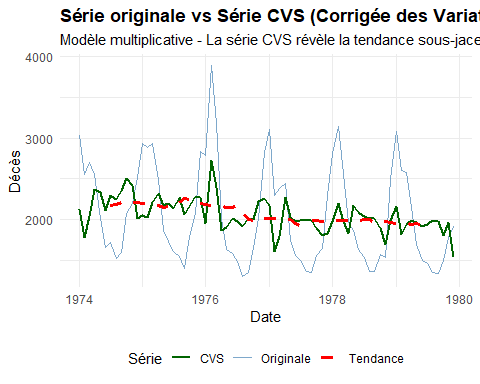 Série originale vs Série CVS (Corrigée des Variat
Modèle multiplicative - La série CVS révèle la tendance sous-jace
4000
3000
2000
Décès
1974
1976
1978
1980
Date
Série CVS Originale Tendance